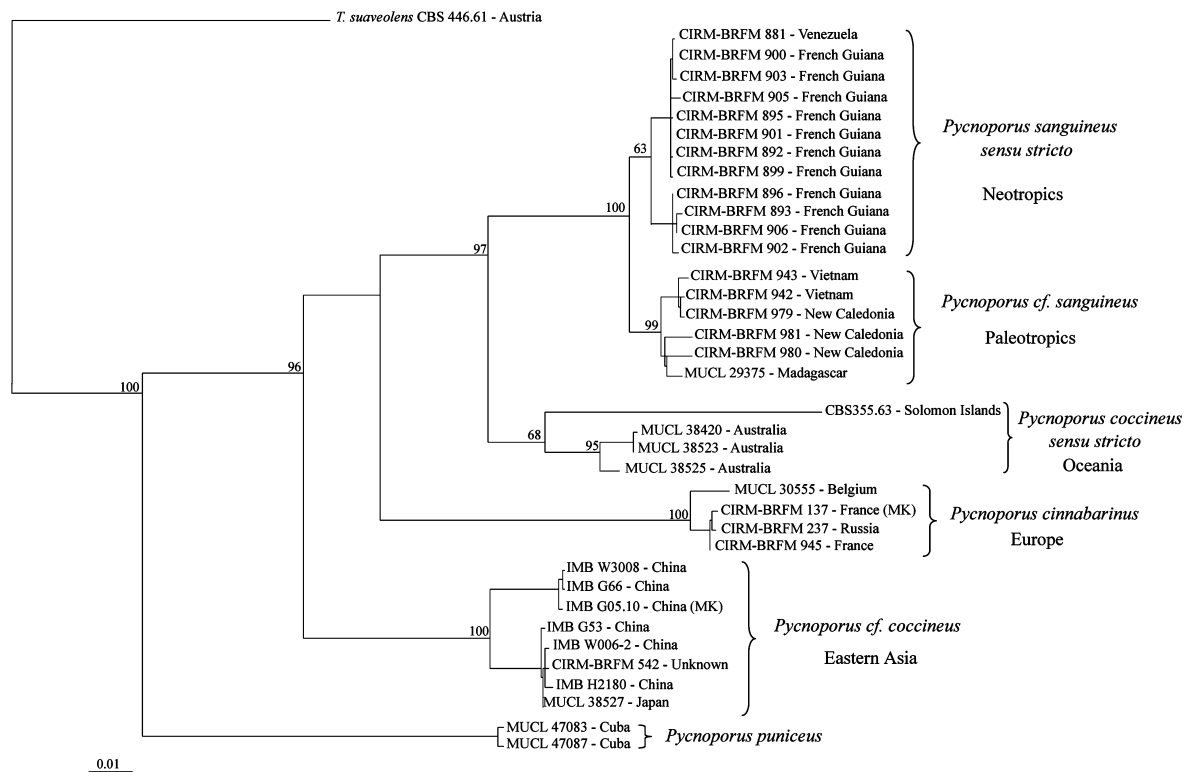 T. suaveolens CBS 446.61 - Austria
CIRM-BRFM 881 - Venezuela
CIRM-BRFM 900 - French Guiana
CIRM-BRFM 903 - French Guiana
CIRM-BRFM 905 - French Guiana
CIRM-BRFM 895 - French Guiana
CIRM-BRFM 901 - French Guiana
CIRM-BRFM 892 - French Guiana
CIRM-BRFM 899 - French Guiana
CIRM-BRFM 896 - French Guiana
CIRM-BRFM 893 - French Guiana
CIRM-BRFM 906 - French Guiana
CIRM-BRFM 902 - French Guiana
Pycnoporus sanguineus
sensu stricto
Neotropics
63
100
97
CIRM-BRFM 943 - Vietnam
CIRM-BRFM 942 - Vietnam
CIRM-BRFM 979 - New Caledonia
CIRM-BRFM 981 - New Caledonia
CIRM-BRFM 980 - New Caledonia
MUCL 29375 - Madagascar
Pycnoporus cf. sanguineus
Paleotropics
99
96
100
CBS355.63 - Solomon Islands
MUCL 38420 - Australia
MUCL 38523 - Australia
MUCL 38525 - Australia
Pycnoporus coccineus
sensu stricto
Oceania
68
95
MUCL 30555 - Belgium
CIRM-BRFM 137 - France (MK)
CIRM-BRFM 237 - Russia
CIRM-BRFM 945 - France
Pycnoporus cinnabarinus
Europe
100
IMB W3008 - China
IMB G66 - China
IMB G05.10 - China (MK)
IMB G53 - China
IMB W006-2 - China
CIRM-BRFM 542 - Unknown
IMB H2180 - China
MUCL 38527 - Japan
Pycnoporus cf. coccineus
Eastern Asia
100
MUCL 47083 - Cuba
MUCL 47087 - Cuba
Pycnoporus puniceus
0.01